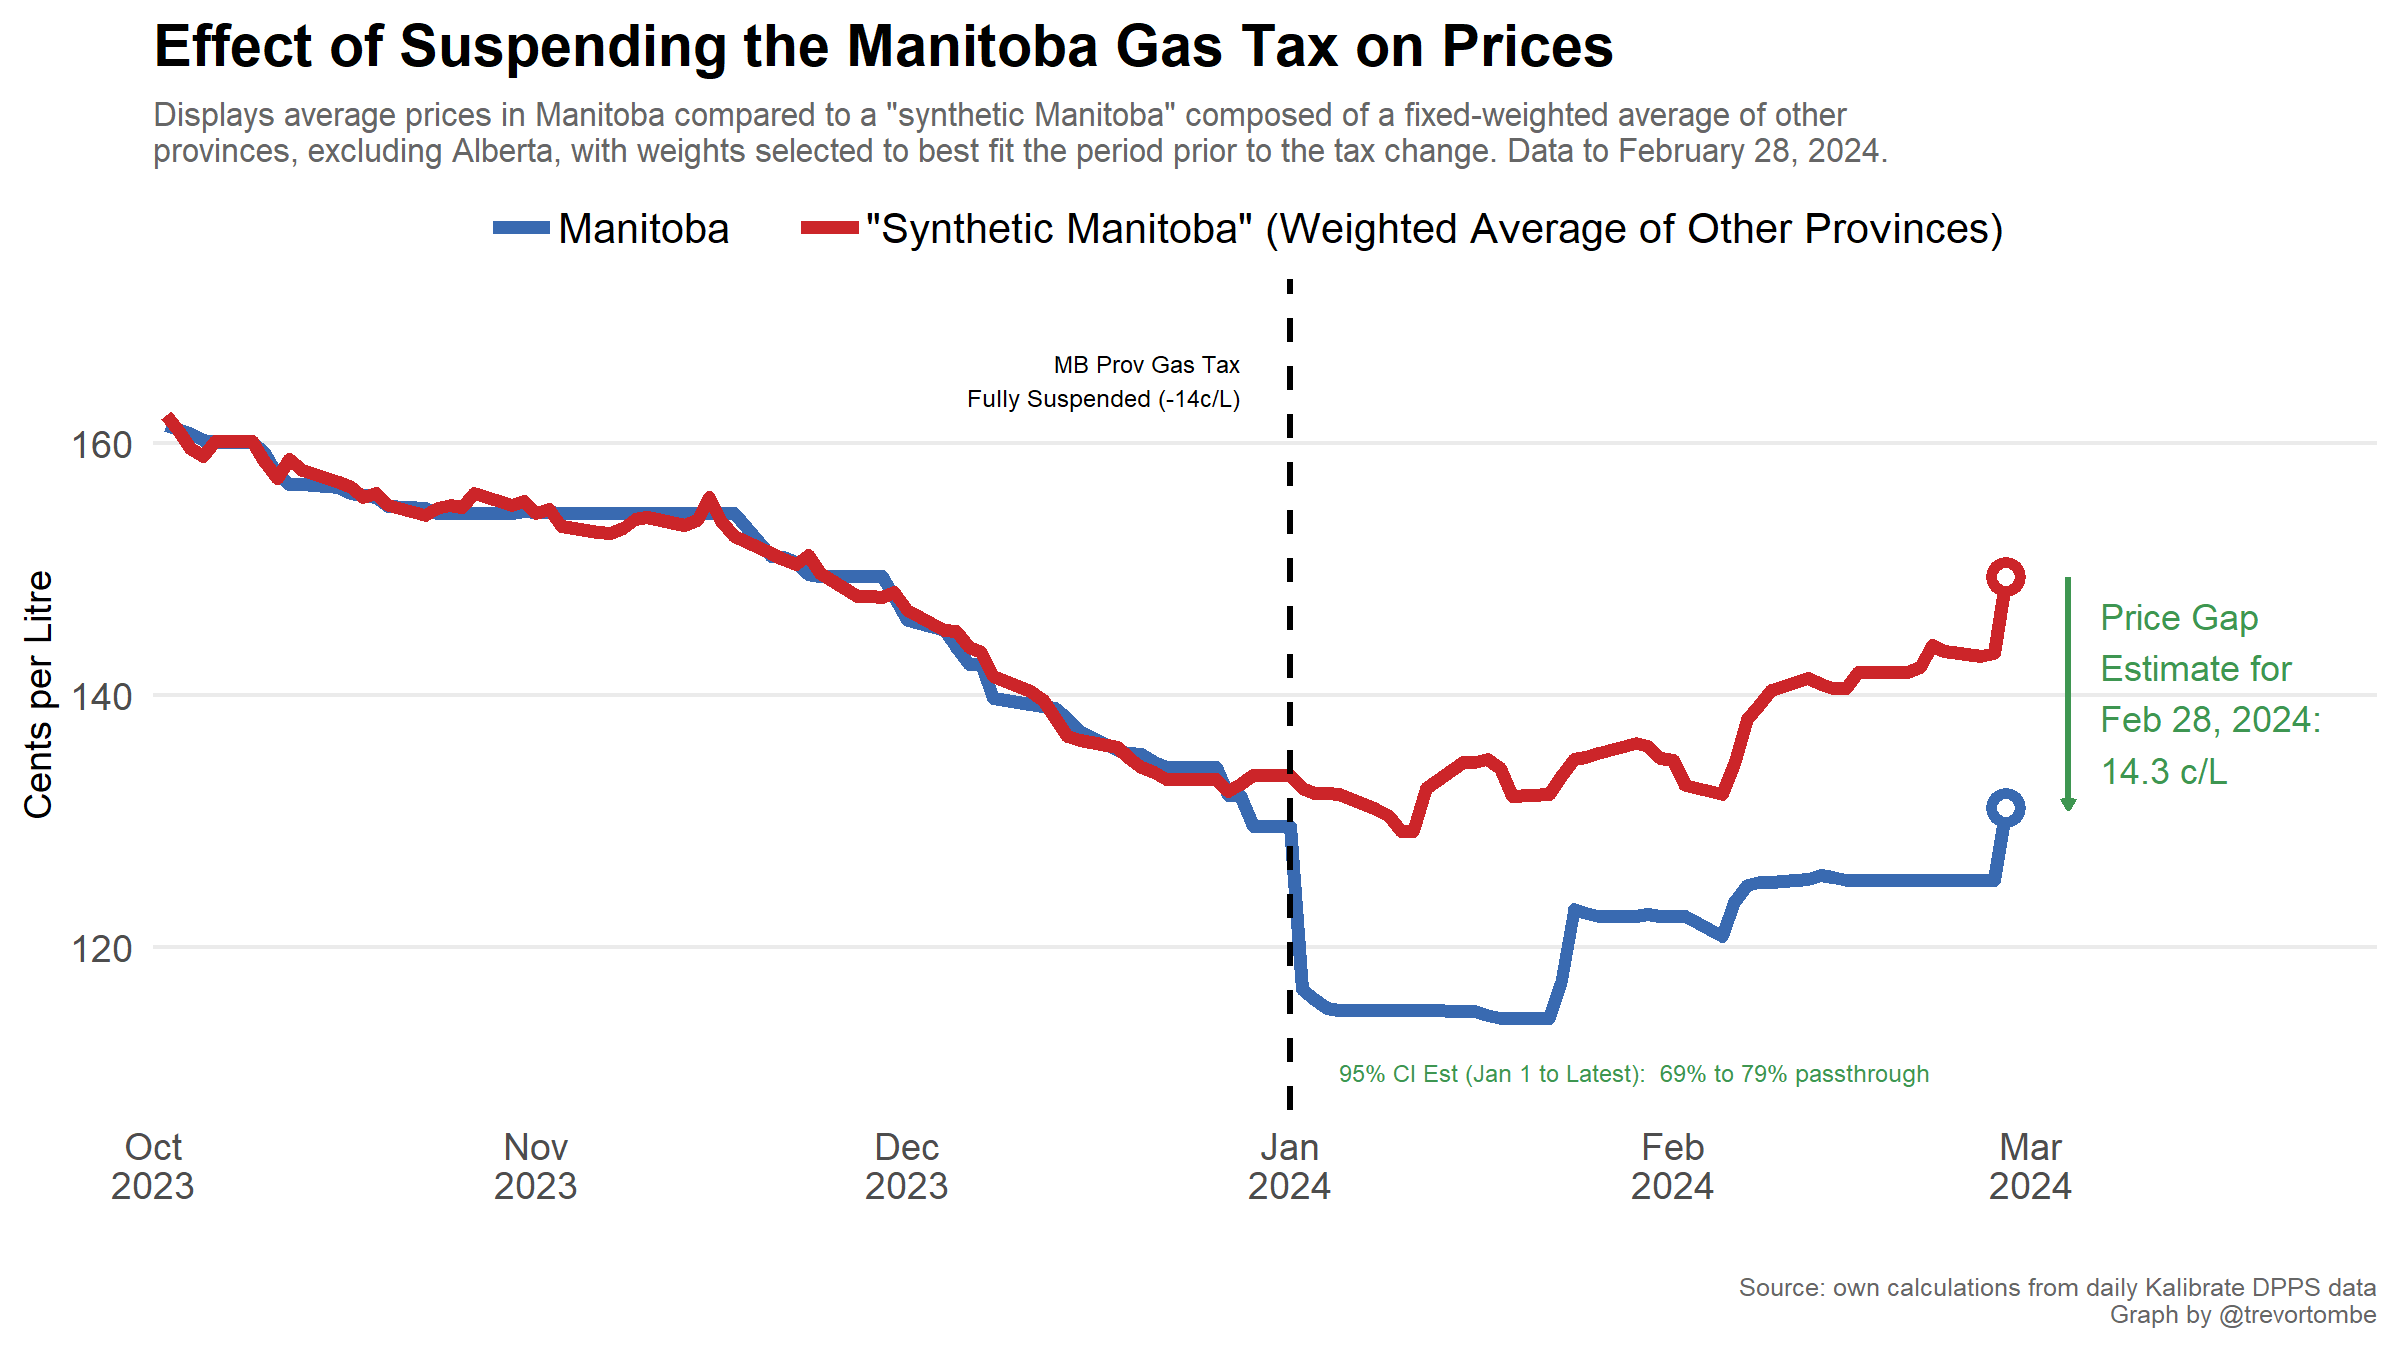 Effect of Suspending the Manitoba Gas Tax on Prices
Displays average prices in Manitoba compared to a "synthetic Manitoba" composed of a fixed-weighted average of other
provinces, excluding Alberta, with weights selected to best fit the period prior to the tax change. Data to February 28, 2024.
Manitoba
"Synthetic Manitoba" (Weighted Average of Other Provinces)
MB Prov Gas Tax
Fully Suspended (-14c/L)
Cents per Litre
160
140
120
Price Gap
Estimate for
Feb 28, 2024:
14.3 c/L
95% CI Est (Jan 1 to Latest):  69% to 79% passthrough
Oct
2023
Nov
2023
Dec
2023
Jan
2024
Feb
2024
Mar
2024
Source: own calculations from daily Kalibrate DPPS data
Graph by @trevortombe